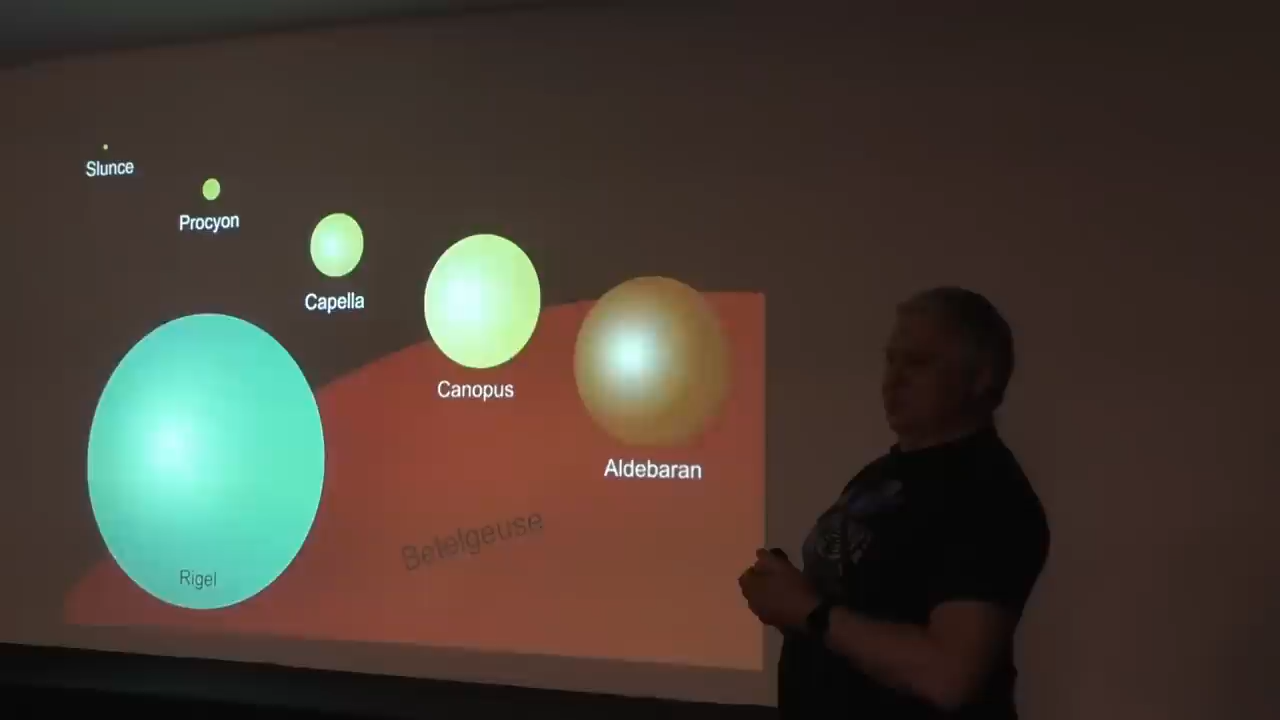 Slunce
Procyon
Capella
Canopus
Aldebaran
Betelgeuse
Rigel